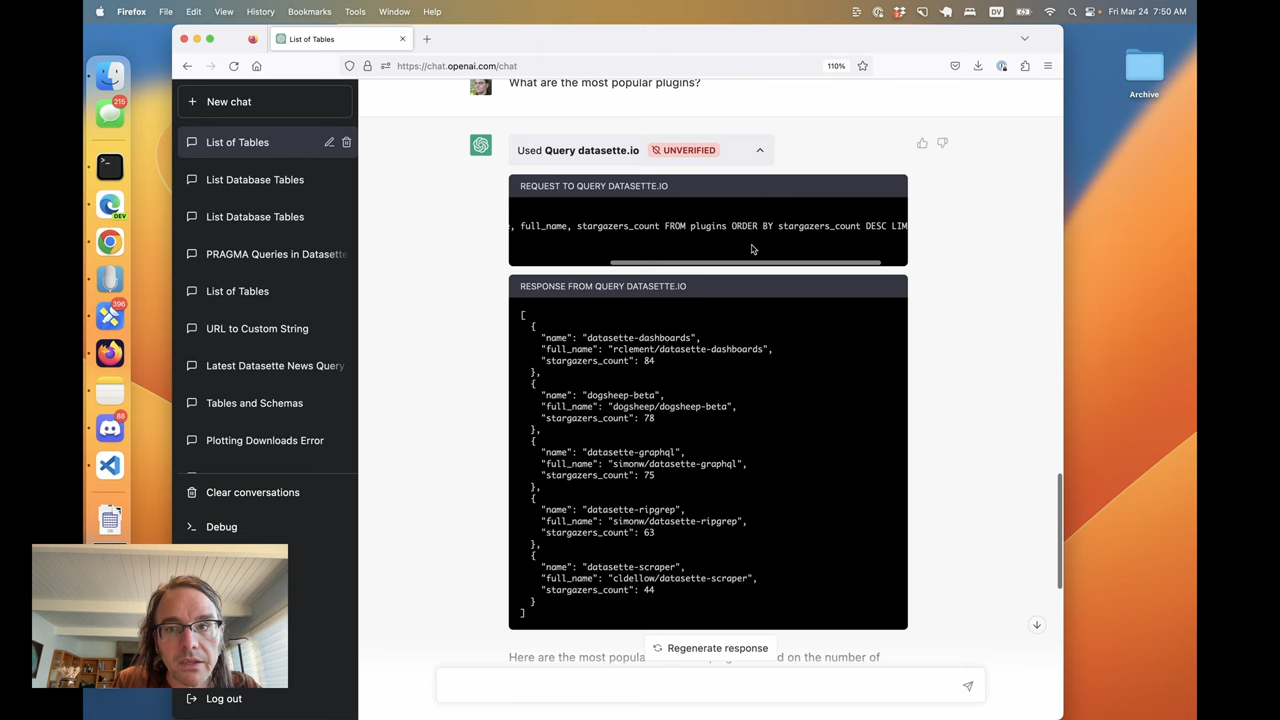 Firefox File Edit View History Bookmarks Tools Window Help
DV
Fri Mar 24 7:50 AM
List of Tables
https://chat.openai.com/chat
110%
Archive
215
DEV
396
88
New chat
List of Tables
List Database Tables
List Database Tables
PRAGMA Queries in Datasette
List of Tables
URL to Custom String
Latest Datasette News Query
Tables and Schemas
Plotting Downloads Error
Clear conversations
Debug
Log out
What are the most popular plugins?
Used Query datasette.io UNVERIFIED
REQUEST TO QUERY DATASETTE.IO
, full_name, stargazers_count FROM plugins ORDER BY stargazers_count DESC LIM
RESPONSE FROM QUERY DATASETTE.IO
[
{
"name": "datasette-dashboards",
"full_name": "rclement/datasette-dashboards",
"stargazers_count": 84
},
{
"name": "dogsheep-beta",
"full_name": "dogsheep/dogsheep-beta",
"stargazers_count": 78
},
{
"name": "datasette-graphql",
"full_name": "simonw/datasette-graphql",
"stargazers_count": 75
},
{
"name": "datasette-ripgrep",
"full_name": "simonw/datasette-ripgrep",
"stargazers_count": 63
},
{
"name": "datasette-scraper",
"full_name": "cldellow/datasette-scraper",
"stargazers_count": 44
}
]
Here are the most popula
d on the number of
Regenerate response